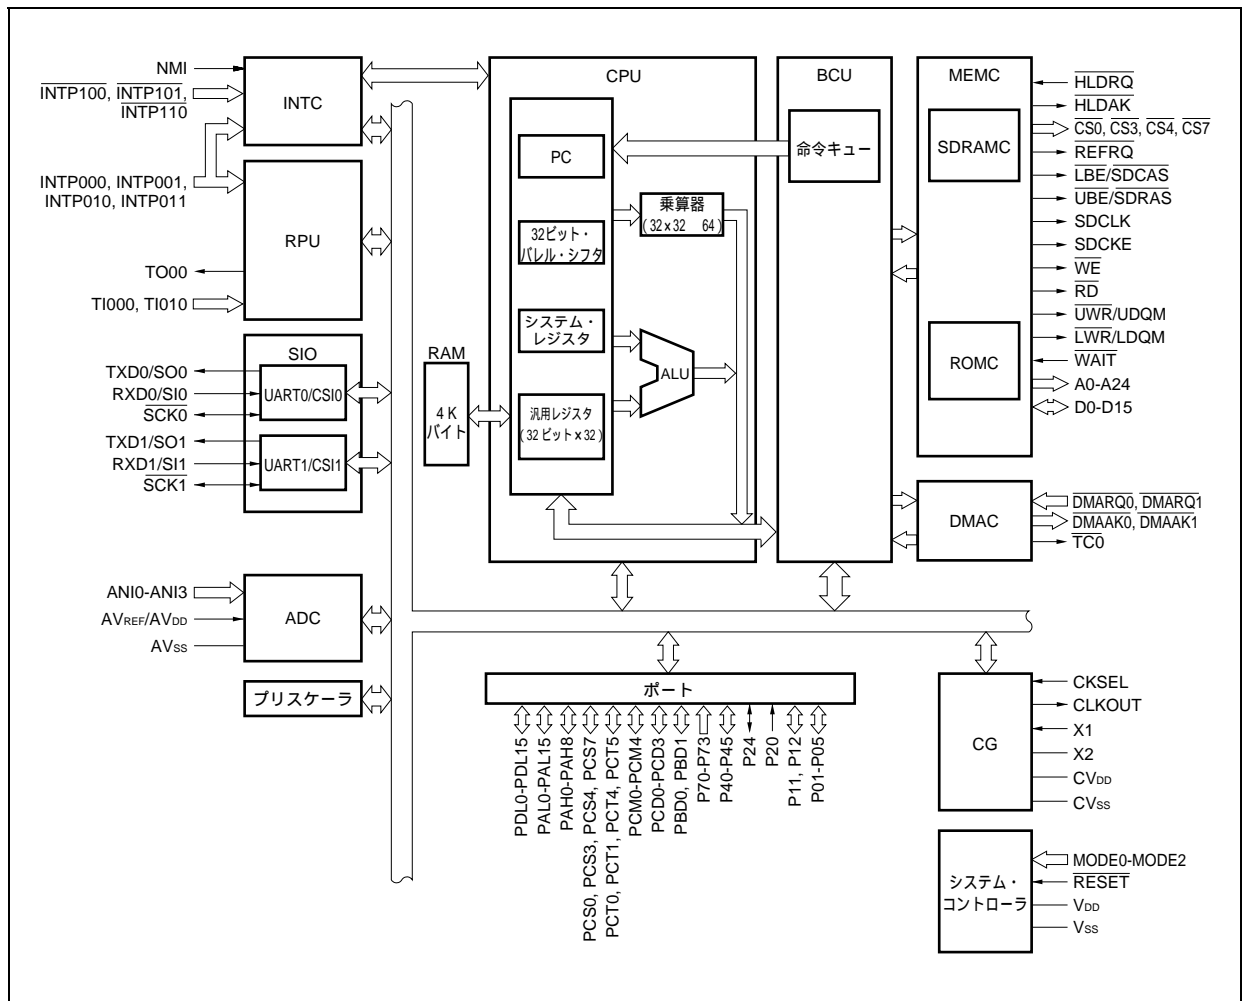 NMI
INTP100, INTP101,
INTP110
INTC
INTP000, INTP001,
INTP010, INTP011
RPU
TO00
TI000, TI010
SIO
TXD0/SO0
RXD0/SI0
SCK0
UART0/CSI0
TXD1/SO1
RXD1/SI1
SCK1
UART1/CSI1
ANI0-ANI3
AVREF/AVDD
AVSS
ADC
プリスケーラ
CPU
PC
32ビット・
バレル・シフタ
システム・
レジスタ
汎用レジスタ
(32ビット×32)
乗算器
(32×32 64)
ALU
RAM
4K
バイト
BCU
命令キュー
MEMC
SDRAMC
ROMC
HLDRQ
HLDAK
CS0, CS3, CS4, CS7
REFRQ
LBE/SDCAS
UBE/SDRAS
SDCLK
SDCKE
WE
RD
UWR/UDQM
LWR/LDQM
WAIT
A0-A24
D0-D15
DMAC
DMARQ0, DMARQ1
DMAAK0, DMAAK1
TC0
ポート
PDL0-PDL15
PAL0-PAL15
PAH0-PAH8
PCS0, PCS3, PCS4, PCS7
PCT0, PCT1, PCT4, PCT5
PCM0-PCM4
PCD0-PCD3
PBD0, PBD1
P70-P73
P40-P45
P24
P20
P11, P12
P01-P05
CG
CKSEL
CLKOUT
X1
X2
CVDD
CVSS
システム・
コントローラ
MODE0-MODE2
RESET
VDD
VSS